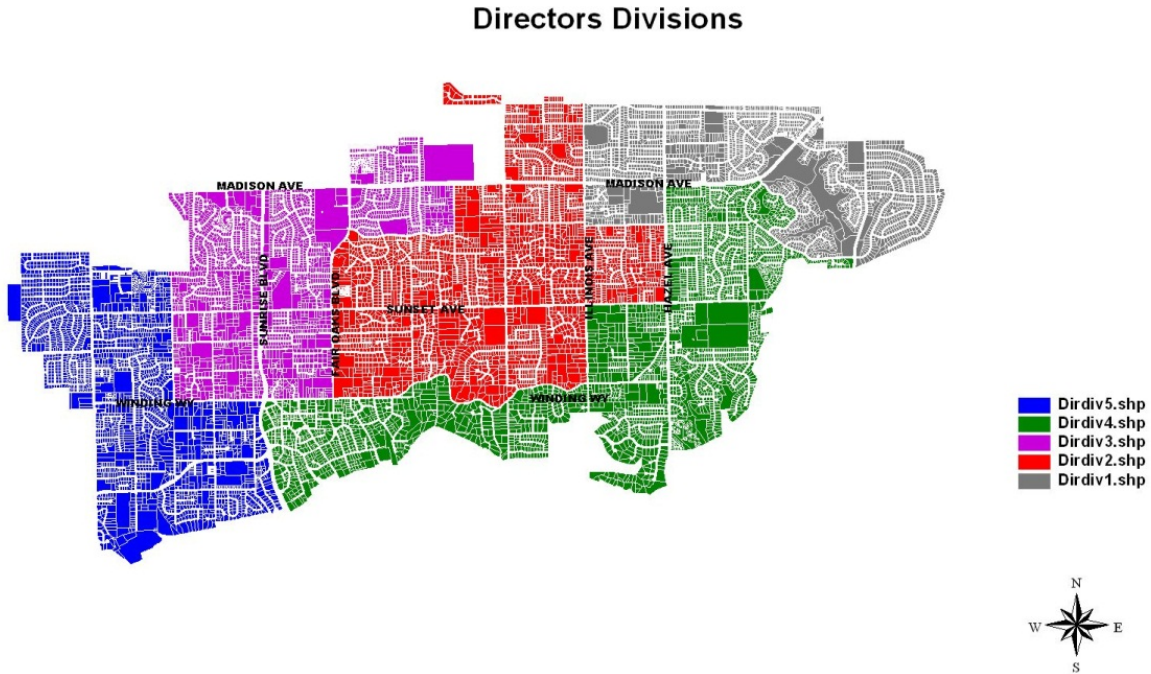 Directors Divisions
MADISON AVE
MADISON AVE
SUNRISE BLVD
FAIR OAKS BLVD
ILLINOIS AVE
HAZEL AVE
SUNSET AVE
WINDING WY
WINDING WY
Dirdiv5.shp
Dirdiv4.shp
Dirdiv3.shp
Dirdiv2.shp
Dirdiv1.shp
N
W E
S